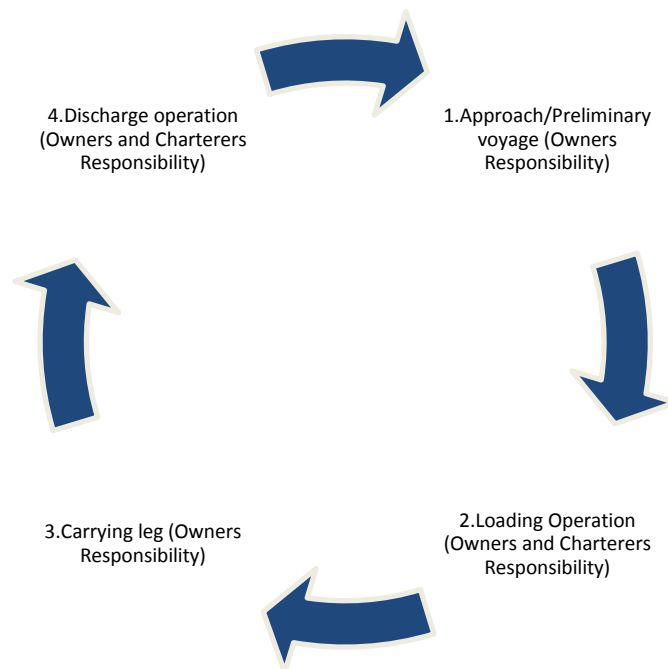 1.Approach/Preliminary
voyage (Owners
Responsibility)
2.Loading Operation
(Owners and Charterers
Responsibility)
3.Carrying leg (Owners
Responsibility)
4.Discharge operation
(Owners and Charterers
Responsibility)